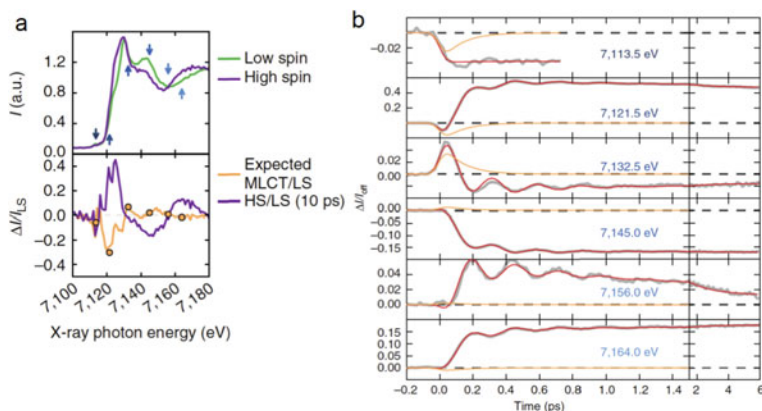 a
I (a.u.)
1.2
0.8
0.4
0.0
Low spin
High spin
ΔI/I_LS
0.4
0.2
0.0
−0.2
−0.4
Expected
MLCT/LS
HS/LS (10 ps)
7,100
7,120
7,140
7,160
7,180
X-ray photon energy (eV)
b
ΔI/I_off
−0.02
7,113.5 eV
0.4
0.2
7,121.5 eV
0.02
0.00
7,132.5 eV
0.00
−0.05
−0.15
7,145.0 eV
0.04
0.02
0.00
7,156.0 eV
0.15
0.10
0.05
0.00
7,164.0 eV
−0.2 0.0 0.2 0.4 0.6 0.8 1.0 1.2 1.4 2 4 6
Time (ps)